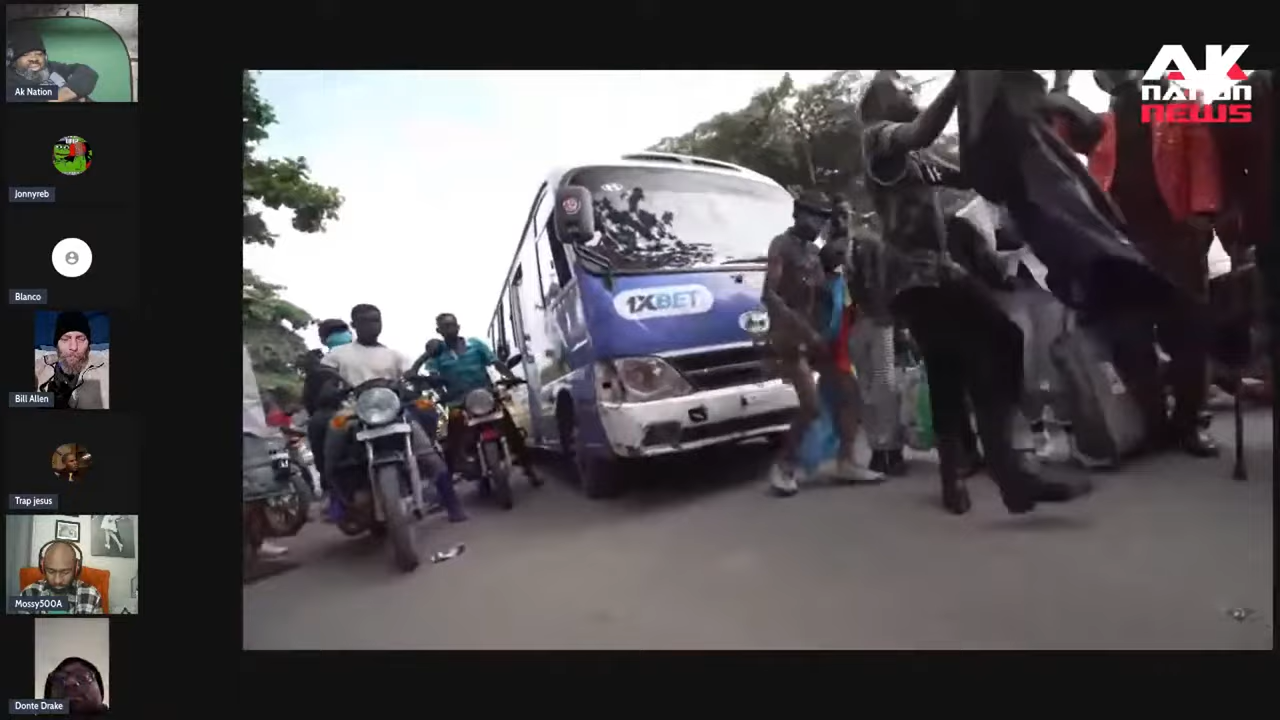 Ak Nation
Jonnyreb
Blanco
Bill Allen
Trap jesus
Mossy500A
Donte Drake
1XBET
AK
NATION
NEWS